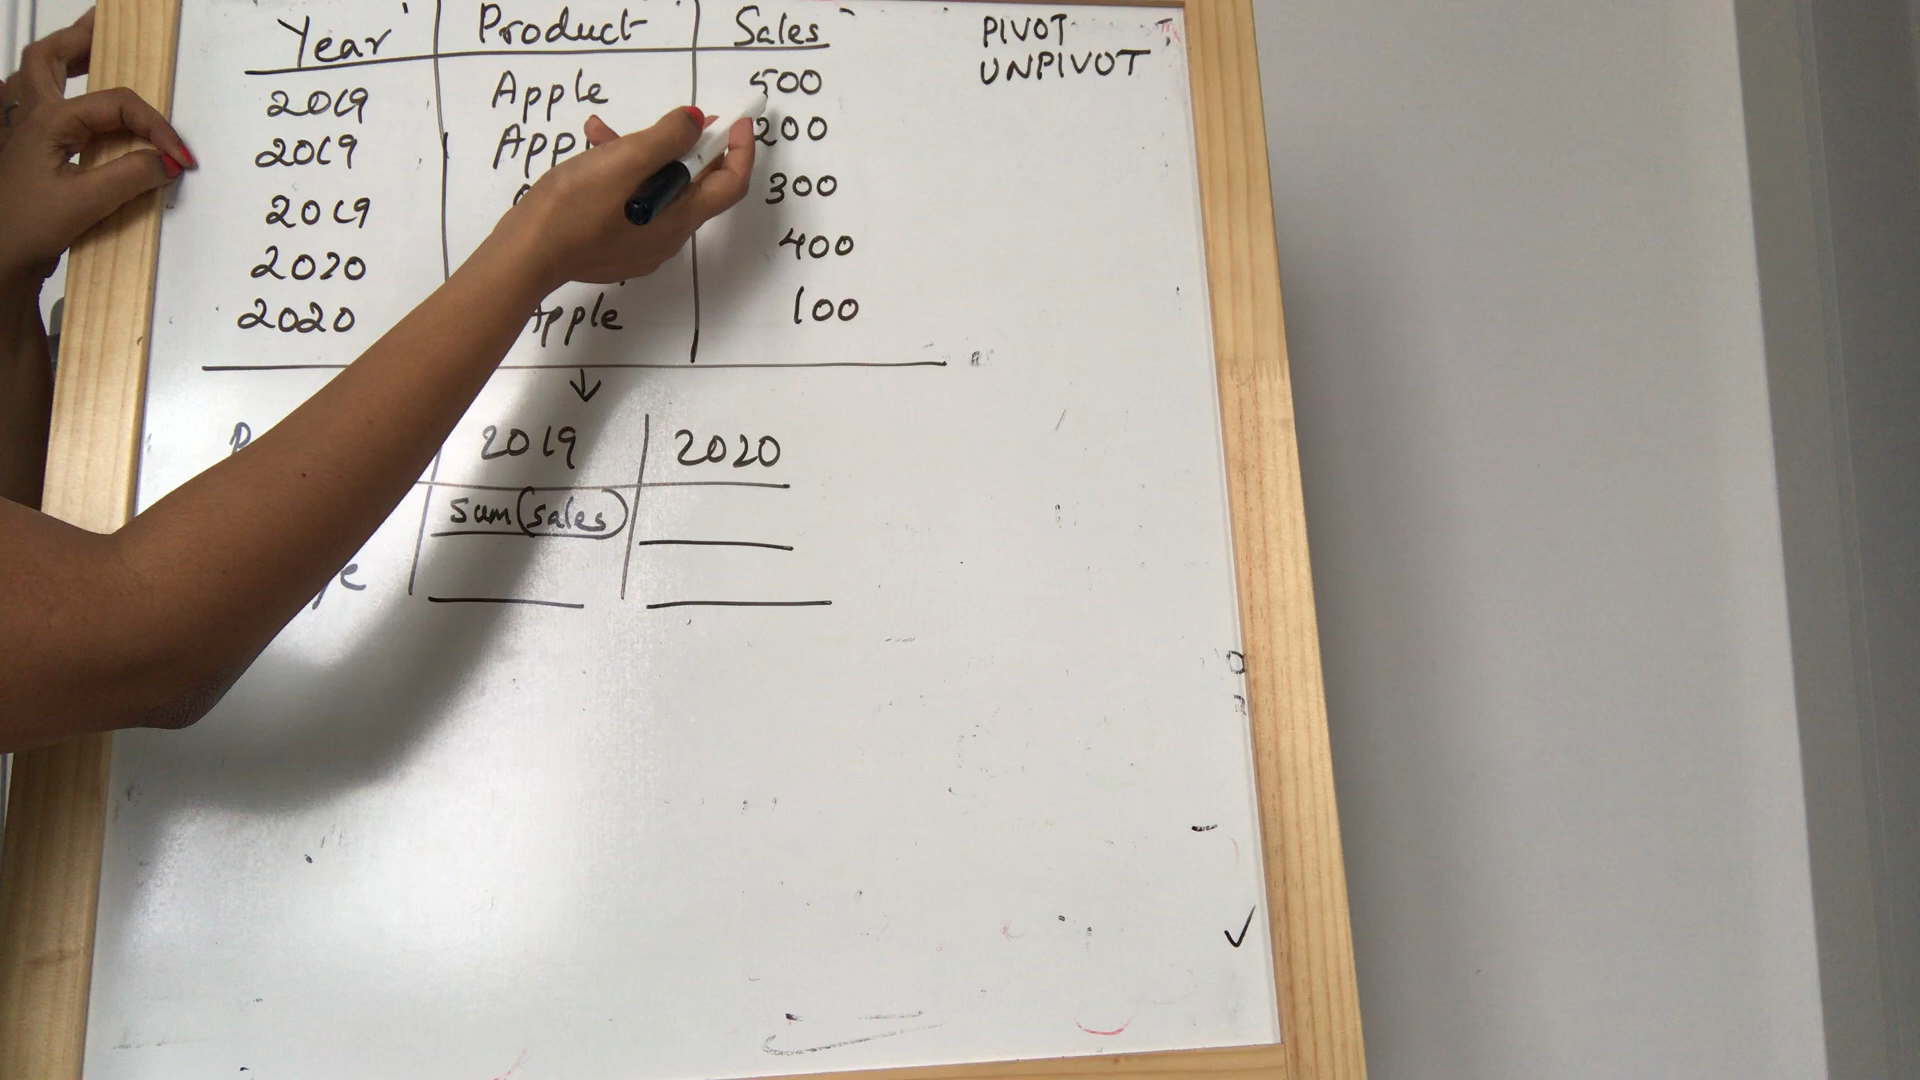 Year Product Sales
2019 Apple 500
2019 200
2019 300
2020 400
2020 Apple 100
PIVOT
UNPIVOT
2019 2020
sum(sales)